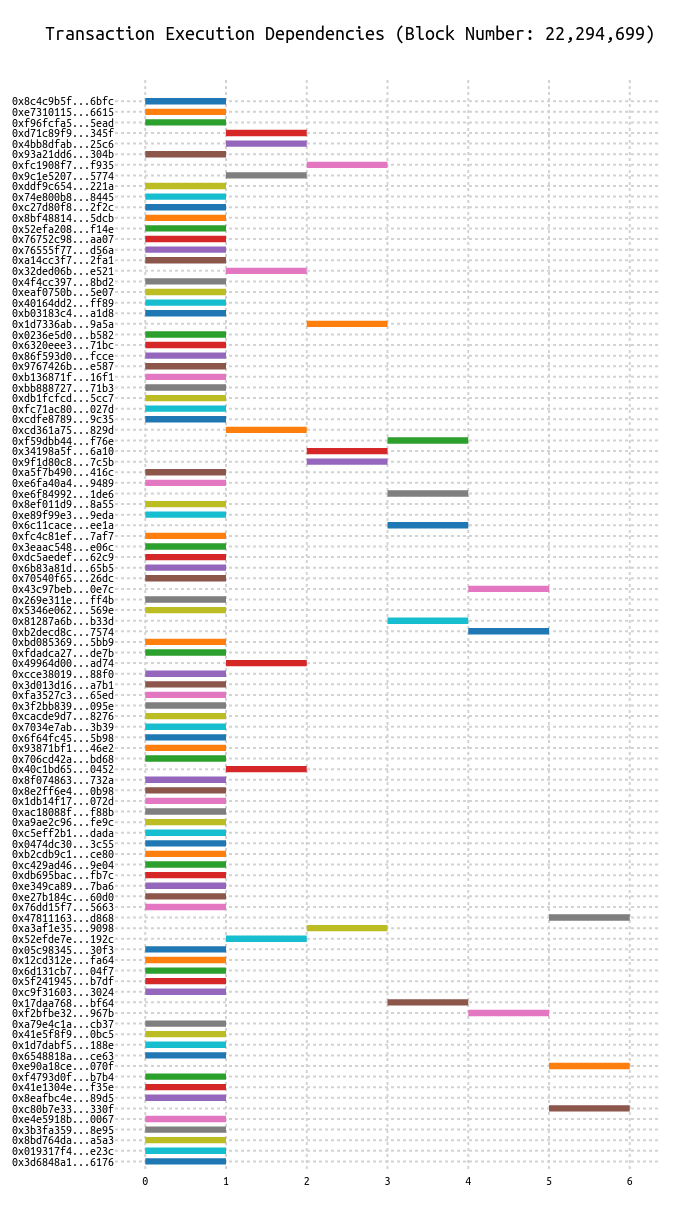 Transaction Execution Dependencies (Block Number: 22,294,699)
0x8c4c9b5f...6bfc
0xe7310115...6615
0xf96fcfa5...5ead
0xd71c89f9...345f
0x4bb8dfab...25c6
0x93a21dd6...304b
0xfc1908f7...f935
0x9c1e5207...5774
0xddf9c654...221a
0x74e800b8...8445
0xc27d80f8...2f2c
0x8bf48814...5dcb
0x52efa208...f14e
0x76752c98...aa07
0x76555f77...d56a
0xa14cc3f7...2fa1
0x32ded06b...e521
0x4f4cc397...8bd2
0xeaf0750b...5e07
0x40164dd2...ff89
0xb03183c4...a1d8
0x1d7336ab...9a5a
0x0236e5d0...b582
0x6320eee3...71bc
0x86f593d0...fcce
0x9767426b...e587
0xb136871f...16f1
0xbb888727...71b3
0xdb1fcfcd...5cc7
0xfc71ac80...027d
0xcdfe8789...9c35
0xcd361a75...829d
0xf59dbb44...f76e
0x34198a5f...6a10
0x9f1d80c8...7c5b
0xa5f7b490...416c
0xe6fa40a4...9489
0xe6f84992...1de6
0x8ef011d9...8a55
0xe89f99e3...9eda
0x6c11cace...ee1a
0xfc4c81ef...7af7
0x3eaac548...e06c
0xdc5aedef...62c9
0x6b83a81d...65b5
0x70540f65...26dc
0x43c97beb...0e7c
0x269e311e...ff4b
0x5346e062...569e
0x81287a6b...b33d
0xb2decd8c...7574
0xbd085369...5bb9
0xfdadca27...de7b
0x49964d00...ad74
0xcce38019...88f0
0x3d013d16...a7b1
0xfa3527c3...65ed
0x3f2bb839...095e
0xcacde9d7...8276
0x7034e7ab...3b39
0x6f64fc45...5b98
0x93871bf1...46e2
0x706cd42a...bd68
0x40c1bd65...0452
0x8f074863...732a
0x8e2ff6e4...0b98
0x1db14f17...072d
0xac18088f...f88b
0xa9ae2c96...fe9c
0xc5eff2b1...dada
0x0474dc30...3c55
0xb2cdb9c1...ce80
0xc429ad46...9e04
0xdb695bac...fb7c
0xe349ca89...7ba6
0xe27b184c...60d0
0x76dd15f7...5663
0x47811163...d868
0xa3af1e35...9098
0x52efde7e...192c
0x05c98345...30f3
0x12cd312e...fa64
0x6d131cb7...04f7
0x5f241945...b7df
0xc9f31603...3024
0x17daa768...bf64
0xf2bfbe32...967b
0xa79e4c1a...cb37
0x41e5f8f9...0bc5
0x1d7dabf5...188e
0x6548818a...ce63
0xe90a18ce...070f
0xf4793d0f...b7b4
0x41e1304e...f35e
0x8eafbc4e...89d5
0xc80b7e33...330f
0xe4e5918b...0067
0x3b3fa359...8e95
0x8bd764da...a5a3
0x019317f4...e23c
0x3d6848a1...6176
0 1 2 3 4 5 6